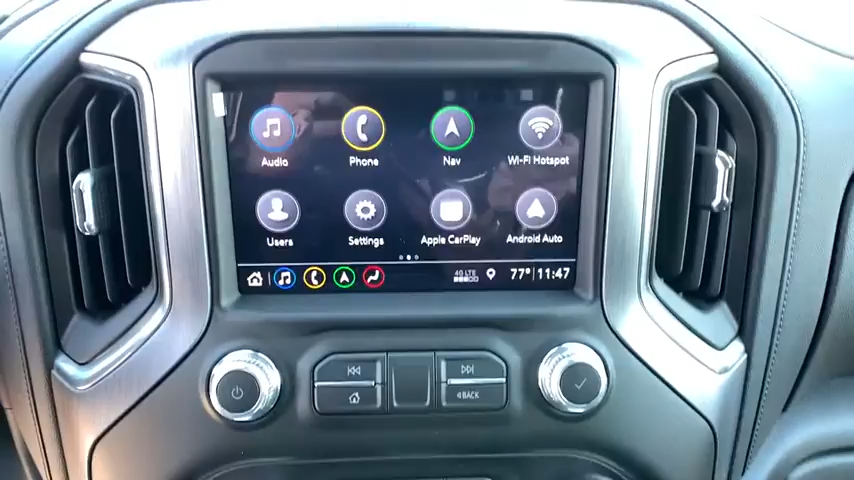 Audio Phone Nav Wi-Fi Hotspot
Users Settings Apple CarPlay Android Auto
4G LTE 77° 11:47
BACK